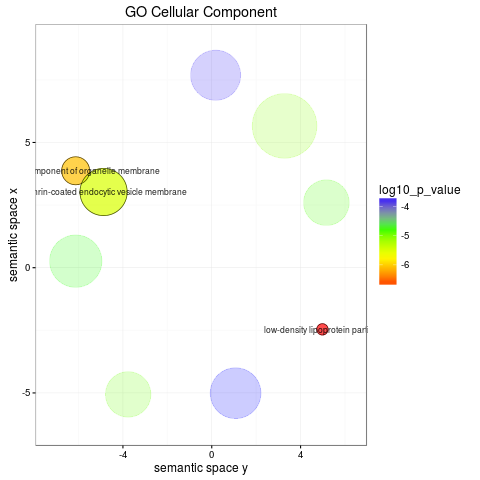 GO Cellular Component
mponent of organelle membrane
hrin-coated endocytic vesicle membrane
low-density lipoprotein parti
5
0
-5
semantic space x
-4
0
4
semantic space y
log10_p_value
-4
-5
-6